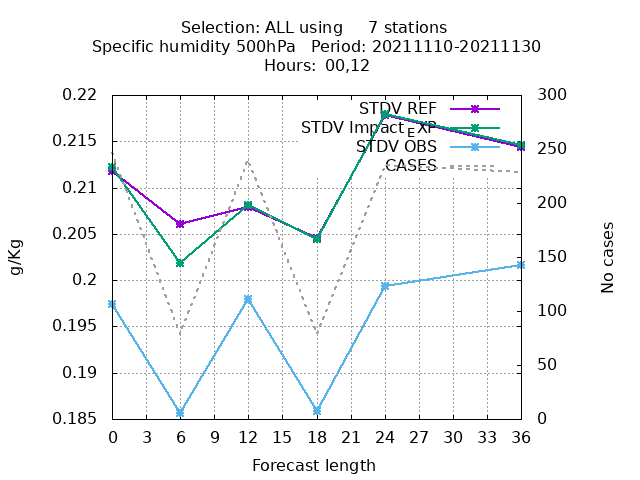 Selection: ALL using 7 stations
Specific humidity 500hPa Period: 20211110-20211130
Hours: 00,12
STDV REF
STDV Impact_EXP
STDV OBS
CASES
0.22
0.215
0.21
0.205
0.2
0.195
0.19
0.185
g/Kg
300
250
200
150
100
50
0
No cases
0 3 6 9 12 15 18 21 24 27 30 33 36
Forecast length